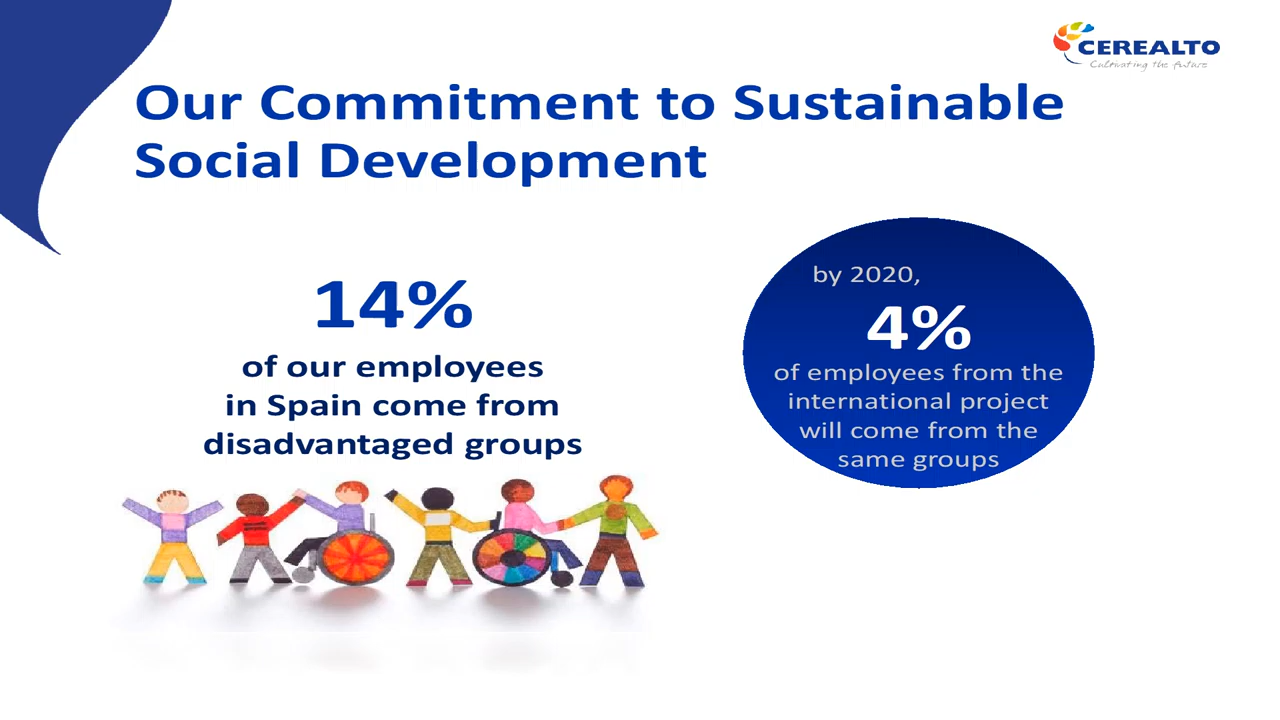 CEREALTO
Cultivating the future
Our Commitment to Sustainable
Social Development
14%
of our employees
in Spain come from
disadvantaged groups
by 2020,
4%
of employees from the
international project
will come from the
same groups